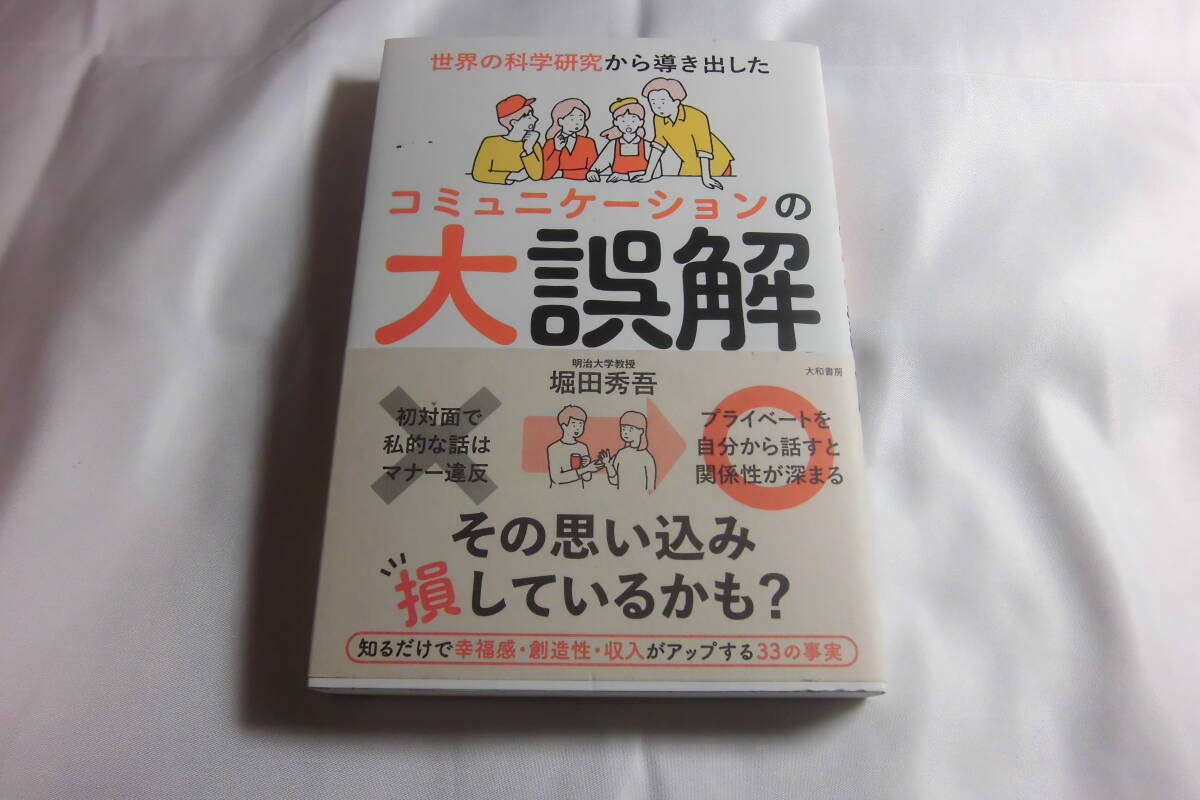 世界の科学研究から導き出した
コミュニケーションの
大誤解
明治大学教授
堀田秀吾
大和書房
初対面で
私的な話は
マナー違反
プライベートを
自分から話すと
関係性が深まる
その思い込み
損しているかも?
知るだけで幸福感・創造性・収入がアップする33の事実